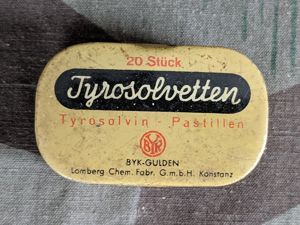 20 Stück
Tyrosolvetten
Tyrosolvin - Pastillen
BYK
BYK-GULDEN
Lomberg Chem. Fabr. G.m.b.H. Konstanz